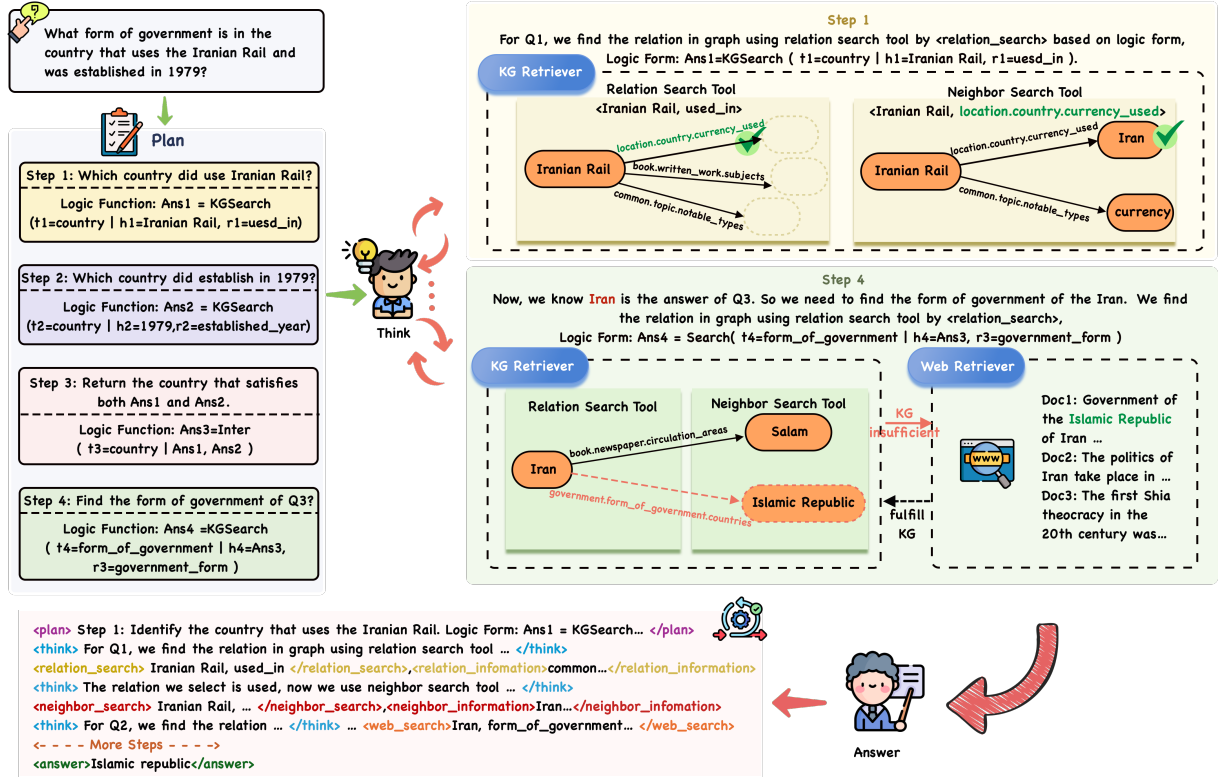 What form of government is in the
country that uses the Iranian Rail and
was established in 1979?
Plan
Step 1: Which country did use Iranian Rail?
Logic Function: Ans1 = KGSearch
(t1=country | h1=Iranian Rail, r1=uesd_in)
Step 2: Which country did establish in 1979?
Logic Function: Ans2 = KGSearch
(t2=country | h2=1979,r2=established_year)
Step 3: Return the country that satisfies
both Ans1 and Ans2.
Logic Function: Ans3=Inter
( t3=country | Ans1, Ans2 )
Step 4: Find the form of government of Q3?
Logic Function: Ans4 =KGSearch
( t4=form_of_government | h4=Ans3,
r3=government_form )
Think
Step 1
For Q1, we find the relation in graph using relation search tool by <relation_search> based on logic form,
Logic Form: Ans1=KGSearch ( t1=country | h1=Iranian Rail, r1=uesd_in ).
KG Retriever
Relation Search Tool
<Iranian Rail, used_in>
Iranian Rail
location.country.currency_used
book.written_work.subjects
common.topic.notable_types
Neighbor Search Tool
<Iranian Rail, location.country.currency_used>
Iranian Rail
location.country.currency_used
common.topic.notable_types
Iran
currency
Step 4
Now, we know Iran is the answer of Q3. So we need to find the form of government of the Iran. We find
the relation in graph using relation search tool by <relation_search>,
Logic Form: Ans4 = Search( t4=form_of_government | h4=Ans3, r3=government_form )
KG Retriever
Relation Search Tool
Neighbor Search Tool
Iran
book.newspaper.circulation_areas
government.form_of_government.countries
Salam
Islamic Republic
KG
insufficient
fulfill
KG
Web Retriever
WWW
Doc1: Government of
the Islamic Republic
of Iran ...
Doc2: The politics of
Iran take place in ...
Doc3: The first Shia
theocracy in the
20th century was...
<plan> Step 1: Identify the country that uses the Iranian Rail. Logic Form: Ans1 = KGSearch... </plan>
<think> For Q1, we find the relation in graph using relation search tool ... </think>
<relation_search> Iranian Rail, used_in </relation_search>,<relation_infomation>common...</relation_information>
<think> The relation we select is used, now we use neighbor search tool ... </think>
<neighbor_search> Iranian Rail, ... </neighbor_search>,<neighbor_information>Iran...</neighbor_infomation>
<think> For Q2, we find the relation ... </think> ... <web_search>Iran, form_of_government... </web_search>
<- - - - More Steps - - - ->
<answer>Islamic republic</answer>
Answer